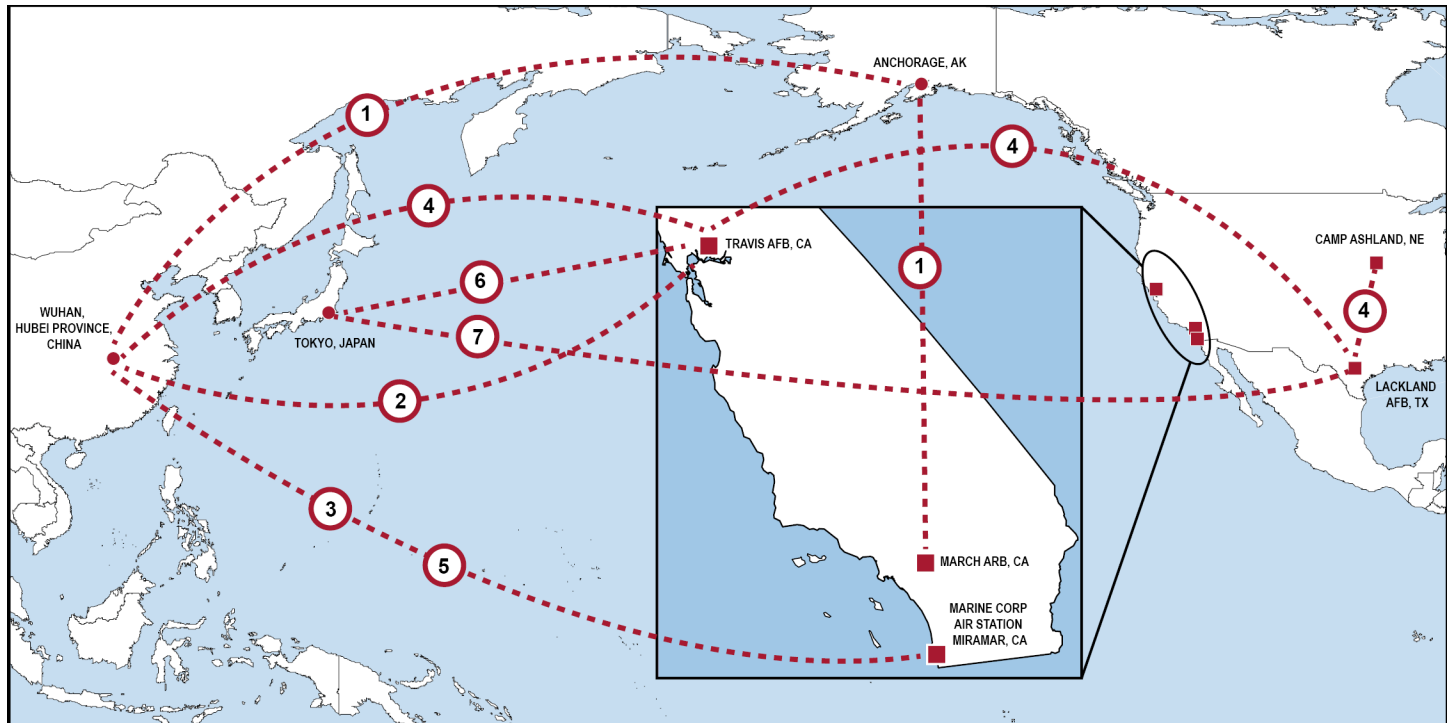 ANCHORAGE, AK
1
4
4
TRAVIS AFB, CA
CAMP ASHLAND, NE
1
6
WUHAN,
HUBEI PROVINCE,
CHINA
TOKYO, JAPAN
7
4
LACKLAND
AFB, TX
2
3
5
MARCH ARB, CA
MARINE CORP
AIR STATION
MIRAMAR, CA